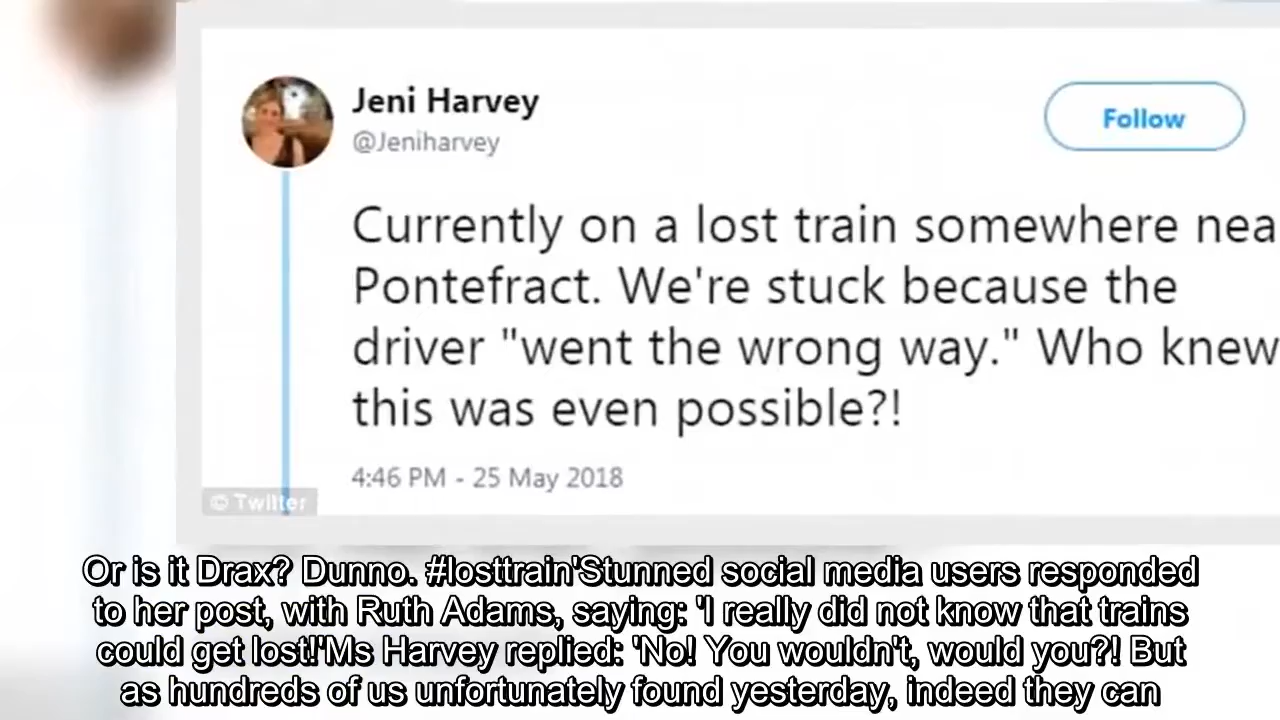 Jeni Harvey
@Jeniharvey
Follow
Currently on a lost train somewhere nea
Pontefract. We're stuck because the
driver "went the wrong way." Who knew
this was even possible?!
4:46 PM - 25 May 2018
© Twitter
Or is it Drax? Dunno. #losttrain'Stunned social media users responded
to her post, with Ruth Adams, saying: 'I really did not know that trains
could get lost!'Ms Harvey replied: 'No! You wouldn't, would you?! But
as hundreds of us unfortunately found yesterday, indeed they can